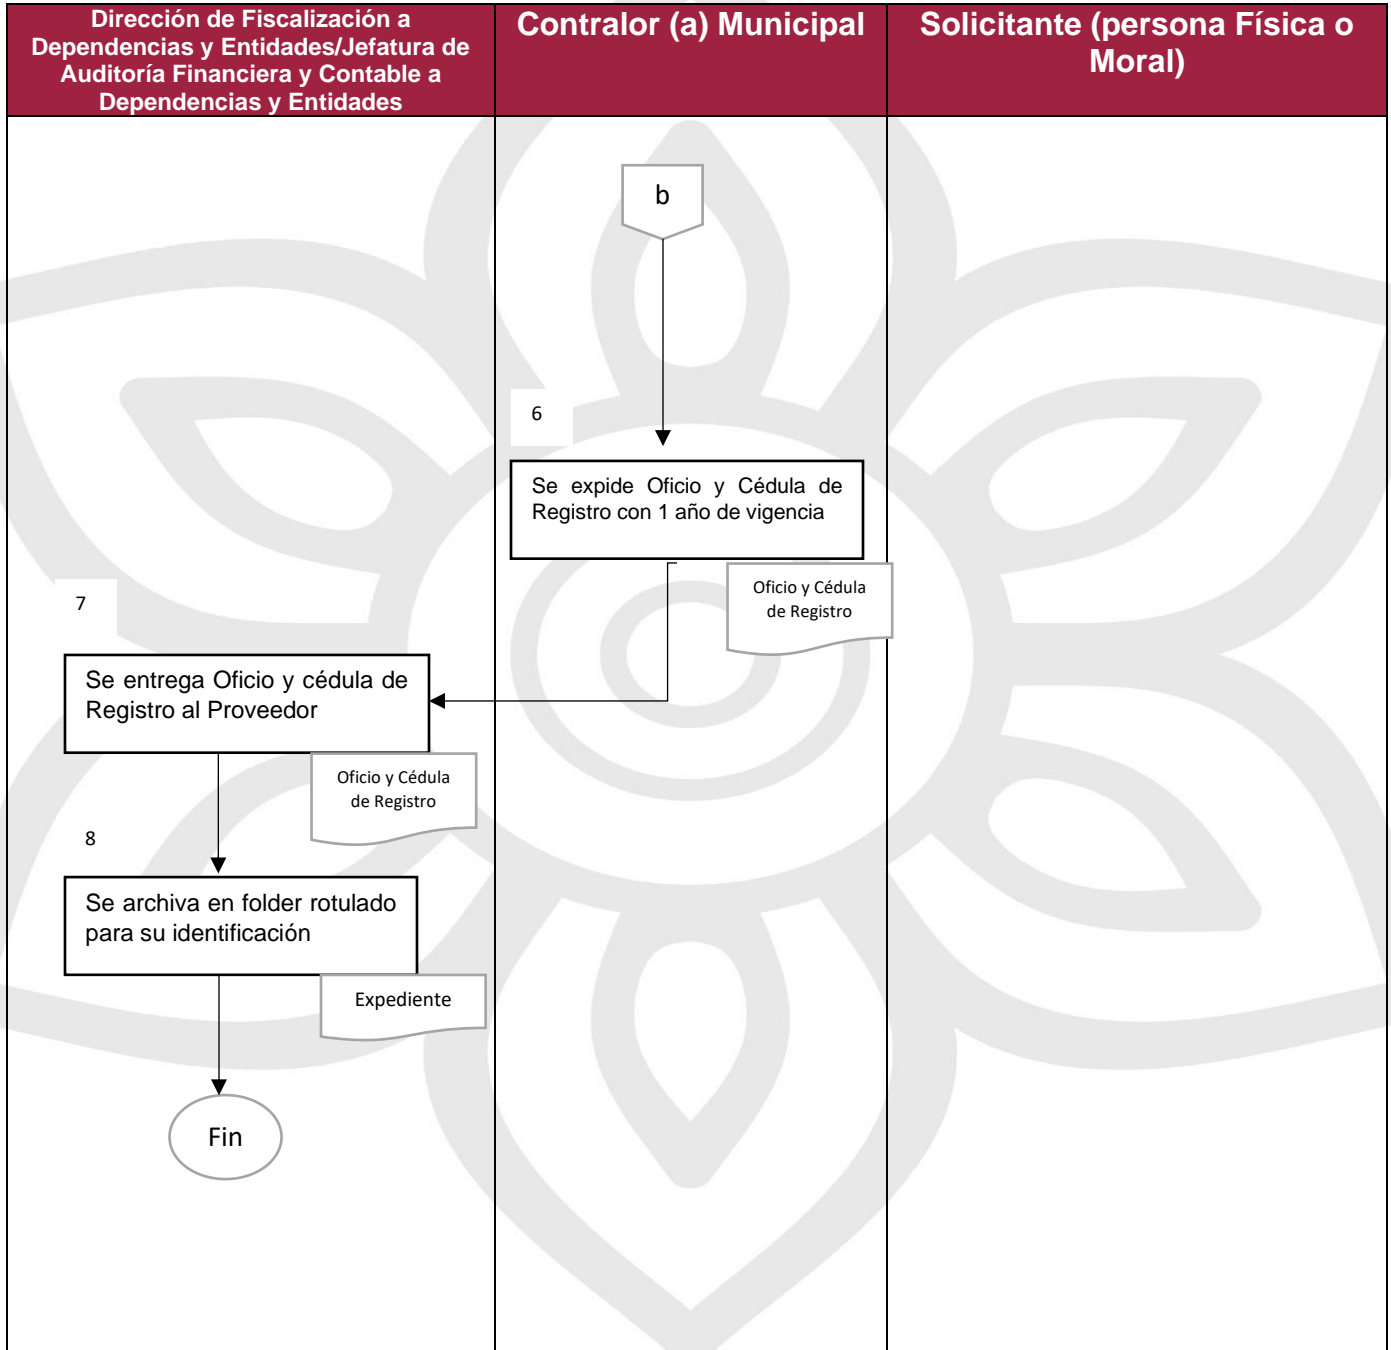 Dirección de Fiscalización a
Dependencias y Entidades/Jefatura de
Auditoría Financiera y Contable a
Dependencias y Entidades
Contralor (a) Municipal
Solicitante (persona Física o
Moral)
b
6
Se expide Oficio y Cédula de
Registro con 1 año de vigencia
Oficio y Cédula
de Registro
7
Se entrega Oficio y cédula de
Registro al Proveedor
Oficio y Cédula
de Registro
8
Se archiva en folder rotulado
para su identificación
Expediente
Fin